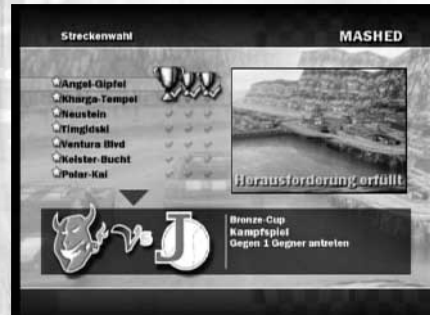 Streckenwahl
MASHED
Angel-Gipfel
Kharga-Tempel
Neustein
Timgidski
Ventura Blvd
Keister-Bucht
Polar-Kai
Herausforderung erfüllt
Vs
J
Bronze-Cup
Kampfspiel
Gegen 1 Gegner antreten